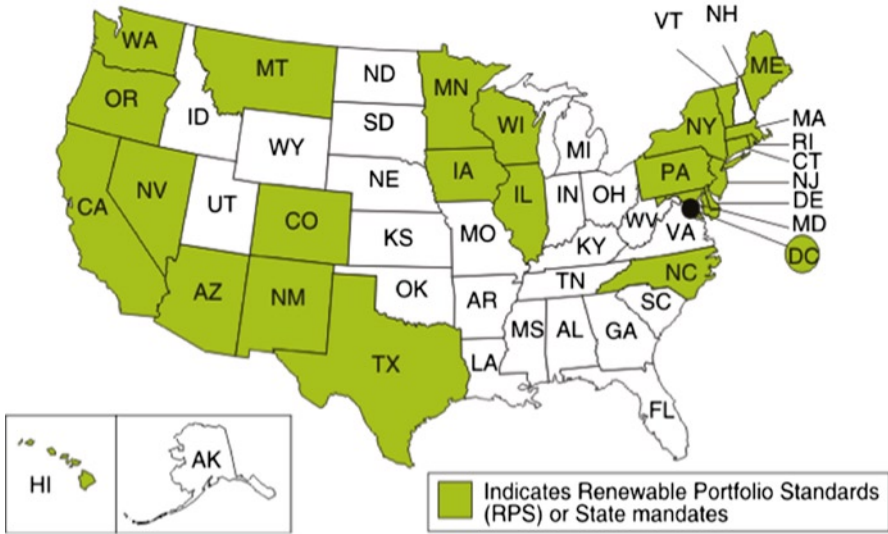 VT
NH
WA
MT
ND
MN
ME
OR
ID
SD
WI
NY
MA
WY
MI
RI
CT
NE
IA
PA
NJ
NV
UT
IL
IN
OH
DE
CA
CO
KS
MO
WV
VA
MD
KY
DC
AZ
NM
OK
AR
TN
NC
SC
MS
AL
GA
TX
LA
FL
HI
AK
Indicates Renewable Portfolio Standards
(RPS) or State mandates